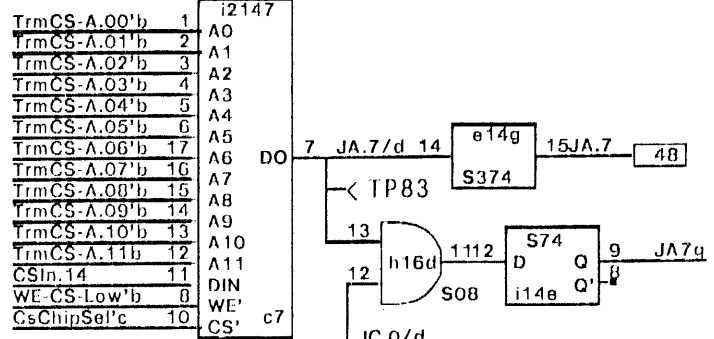 i2147
TrmCS-A.00'b 1 A0
TrmCS-A.01'b 2 A1
TrmCS-A.02'b 3 A2
TrmCS-A.03'b 4 A3
TrmCS-A.04'b 5 A4
TrmCS-A.05'b 6 A5
TrmCS-A.06'b 17 A6
TrmCS-A.07'b 16 A7
TrmCS-A.08'b 15 A8
TrmCS-A.09'b 14 A9
TrmCS-A.10'b 13 A10
TrmCS-A.11b 12 A11
CSIn.14 11 DIN
WE-CS-Low'b 8 WE'
CsChipSel'c 10 CS'
c7
DO 7 JA.7/d 14 e14g 15JA.7 48
S374
TP83
13
12 h16d 1112 D S74 Q 9 JA7q
S08 i14e Q' 8
JC.0/d